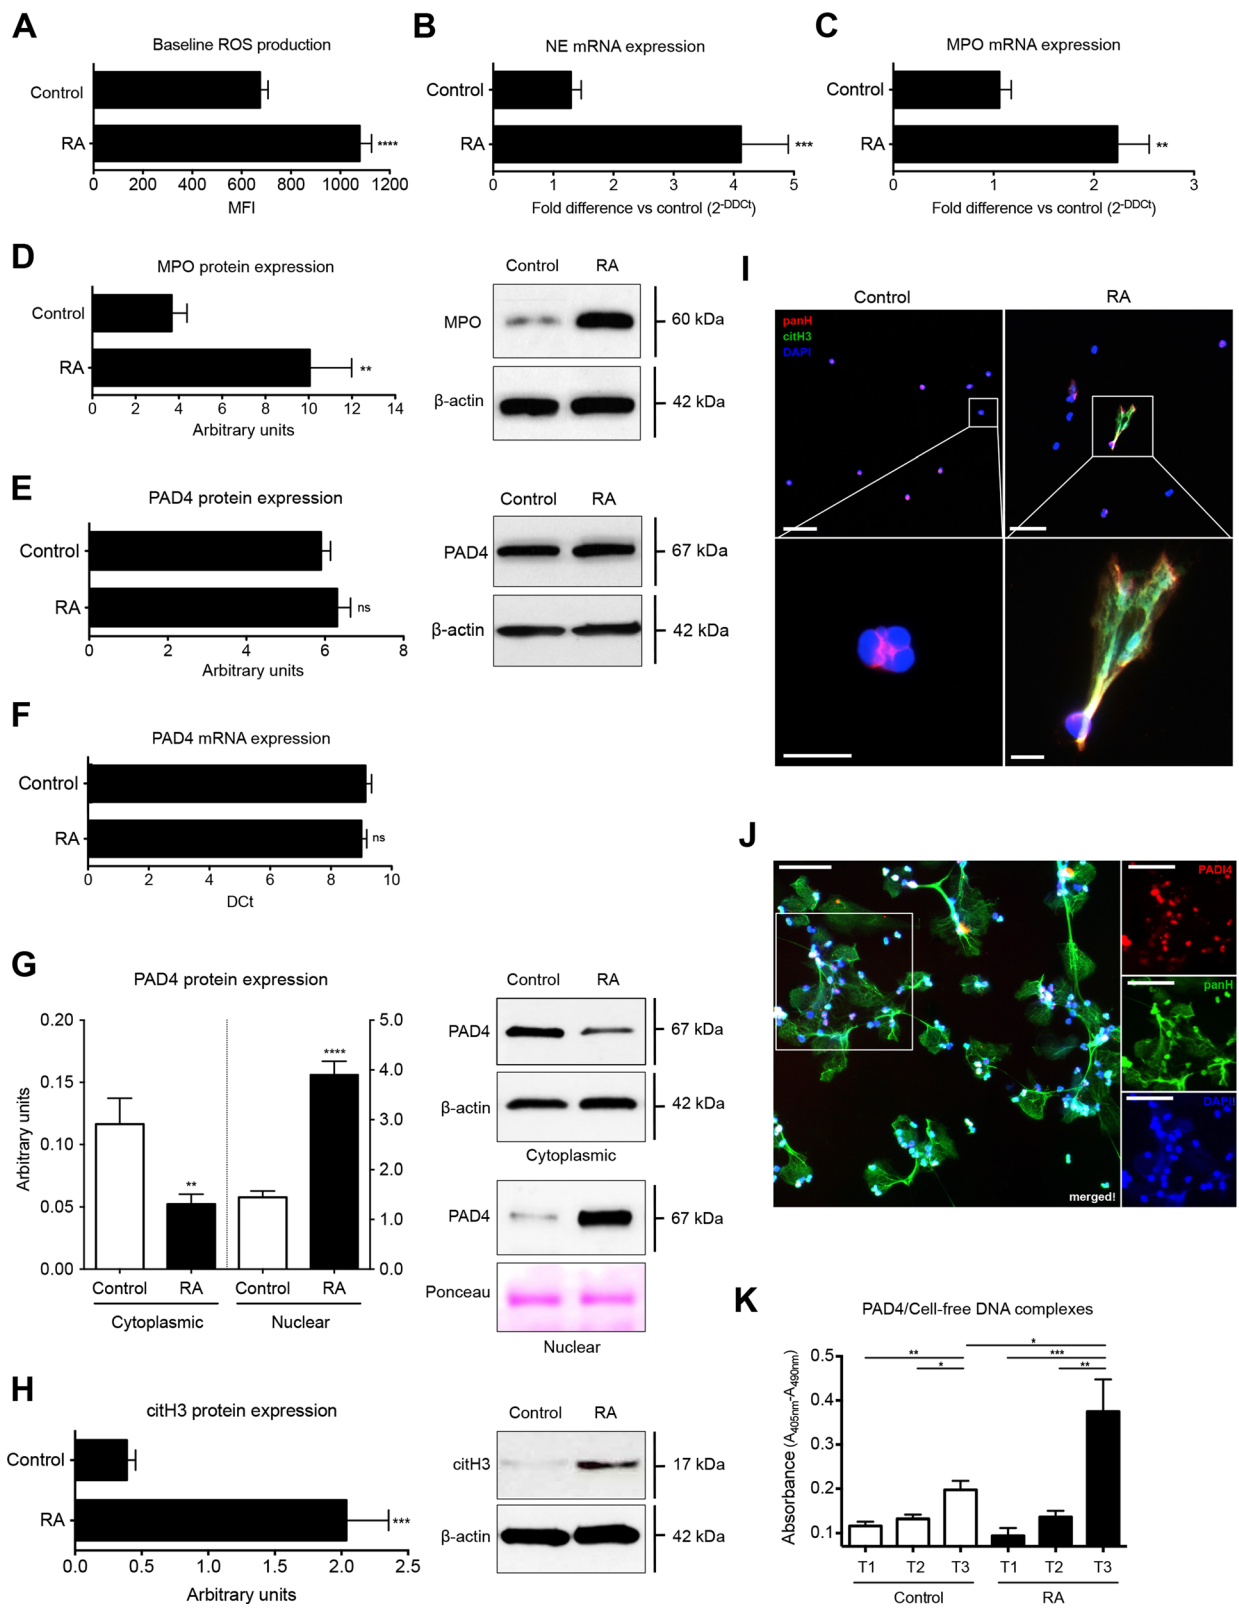 A
Baseline ROS production
Control
RA
****
0 200 400 600 800 1000 1200
MFI
B
NE mRNA expression
Control
RA
***
0 1 2 3 4 5
Fold difference vs control (2-DDCt)
C
MPO mRNA expression
Control
RA
**
0 1 2 3
Fold difference vs control (2-DDCt)
D
MPO protein expression
Control
RA
**
0 2 4 6 8 10 12 14
Arbitrary units
Control RA
MPO 60 kDa
β-actin 42 kDa
E
PAD4 protein expression
Control
RA
ns
0 2 4 6 8
Arbitrary units
Control RA
PAD4 67 kDa
β-actin 42 kDa
F
PAD4 mRNA expression
Control
RA
ns
0 2 4 6 8 10
DCt
G
PAD4 protein expression
Arbitrary units
0.20
0.15
0.10
0.05
0.00
5.0
4.0
3.0
2.0
1.0
0.0
**
****
Control RA Control RA
Cytoplasmic Nuclear
Control RA
PAD4 67 kDa
β-actin 42 kDa
Cytoplasmic
PAD4 67 kDa
Ponceau
Nuclear
H
citH3 protein expression
Control
RA
***
0.0 0.5 1.0 1.5 2.0 2.5
Arbitrary units
Control RA
citH3 17 kDa
β-actin 42 kDa
I
Control RA
panH
citH3
DAPI
J
PADI4
panH
DAPI!
merged!
K
PAD4/Cell-free DNA complexes
Absorbance (A405nm-A490nm)
0.5
0.4
0.3
0.2
0.1
*
** ***
* **
T1 T2 T3 T1 T2 T3
Control RA